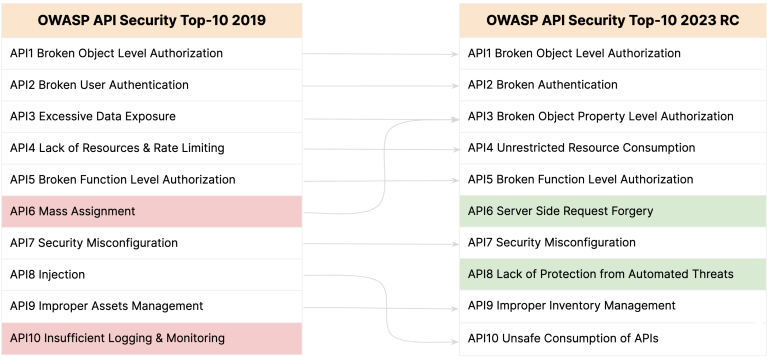 OWASP API Security Top-10 2019
API1 Broken Object Level Authorization
API2 Broken User Authentication
API3 Excessive Data Exposure
API4 Lack of Resources & Rate Limiting
API5 Broken Function Level Authorization
API6 Mass Assignment
API7 Security Misconfiguration
API8 Injection
API9 Improper Assets Management
API10 Insufficient Logging & Monitoring
OWASP API Security Top-10 2023 RC
API1 Broken Object Level Authorization
API2 Broken Authentication
API3 Broken Object Property Level Authorization
API4 Unrestricted Resource Consumption
API5 Broken Function Level Authorization
API6 Server Side Request Forgery
API7 Security Misconfiguration
API8 Lack of Protection from Automated Threats
API9 Improper Inventory Management
API10 Unsafe Consumption of APIs